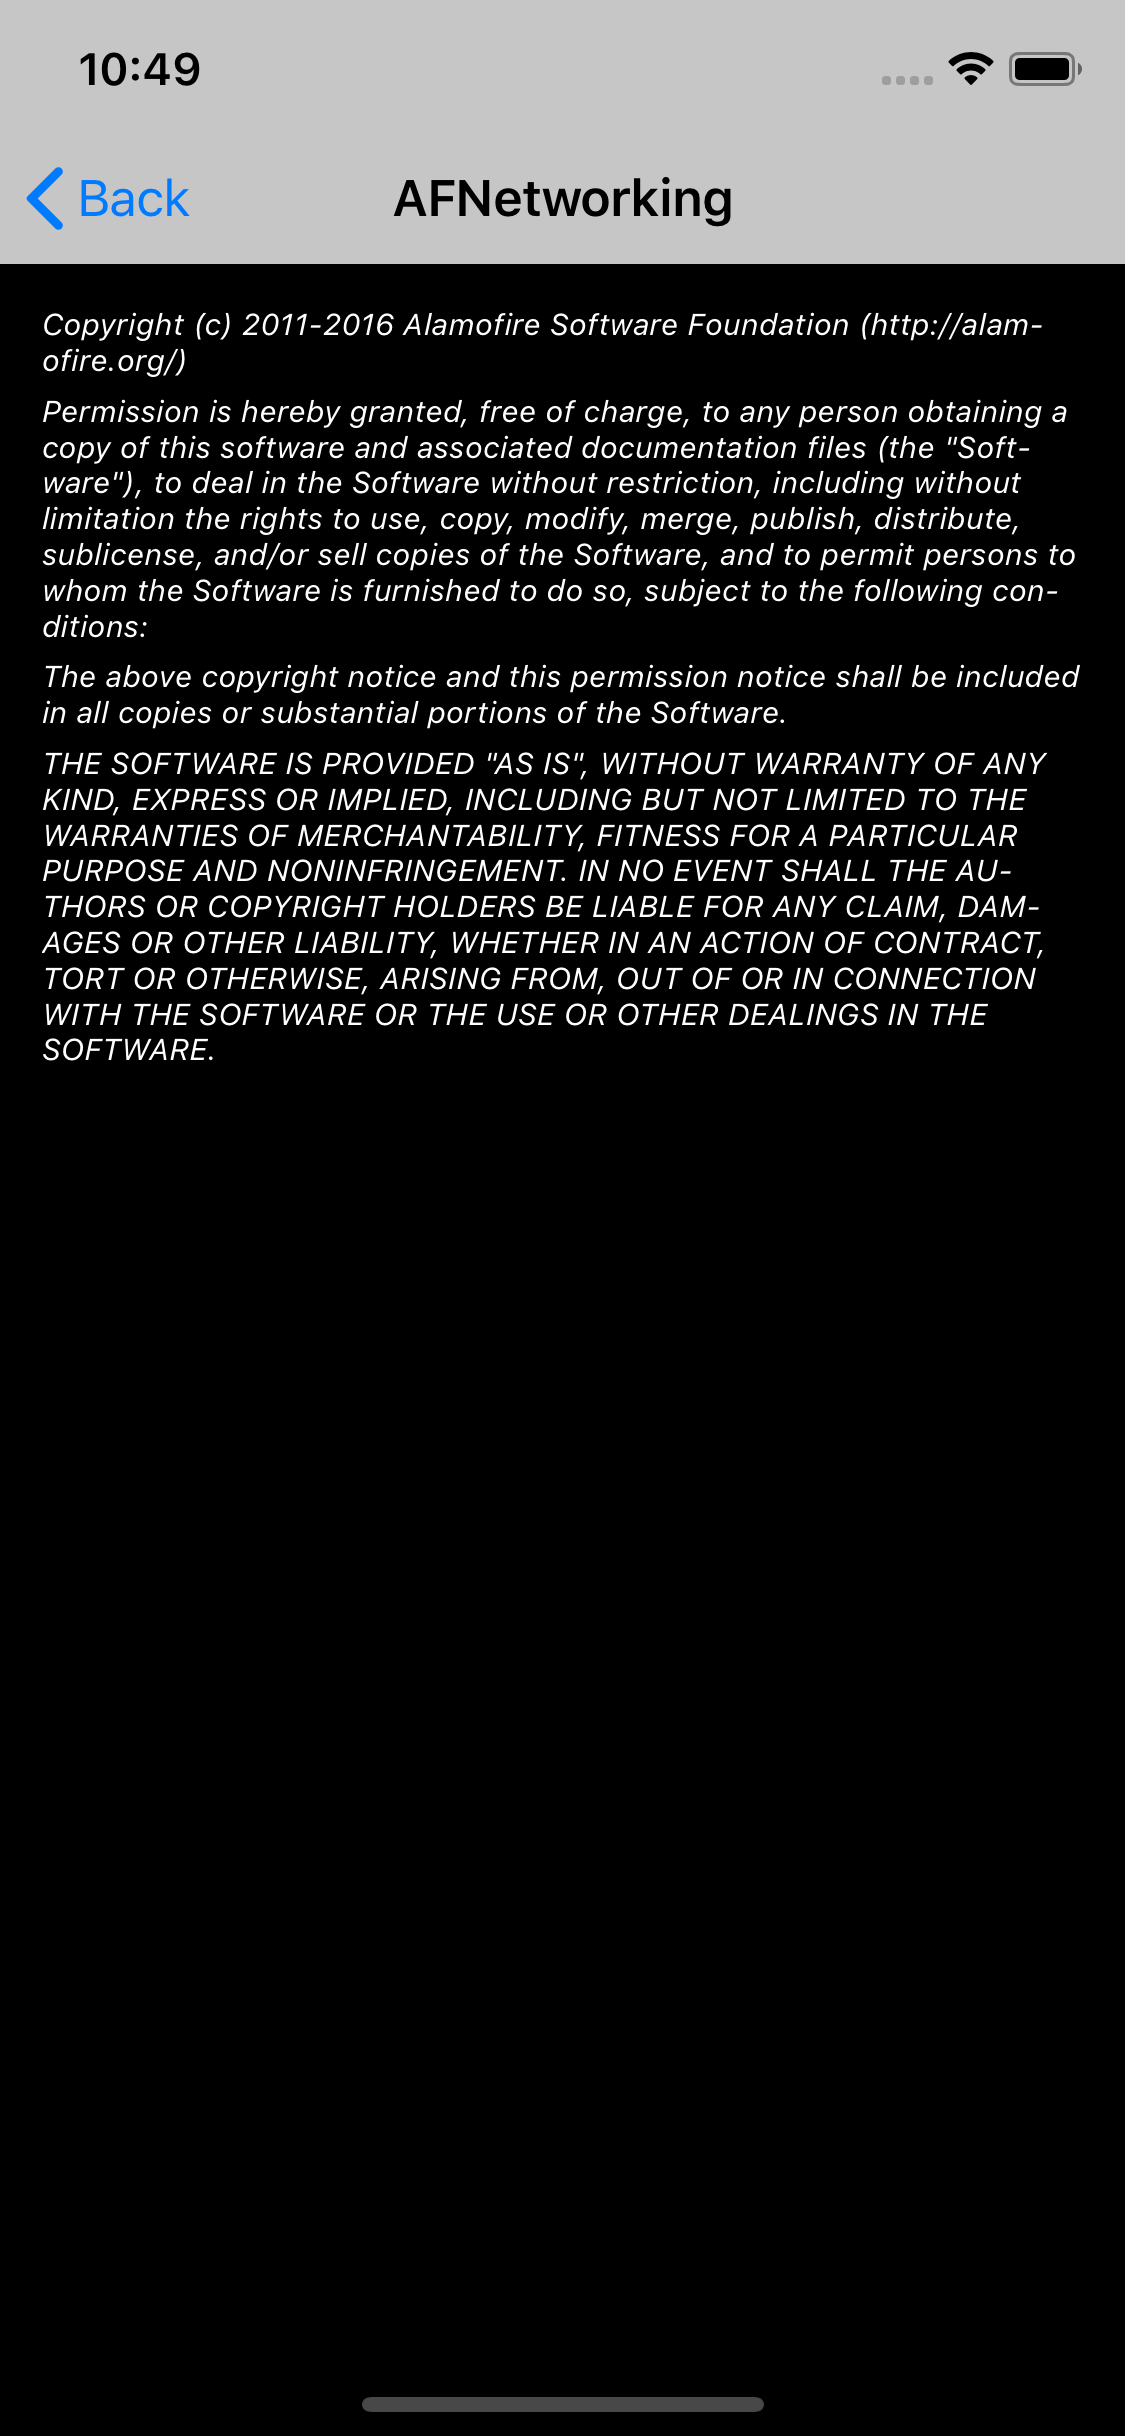 10:49
Back
AFNetworking
Copyright (c) 2011-2016 Alamofire Software Foundation (http://alam-
ofire.org/)
Permission is hereby granted, free of charge, to any person obtaining a
copy of this software and associated documentation files (the "Soft-
ware"), to deal in the Software without restriction, including without
limitation the rights to use, copy, modify, merge, publish, distribute,
sublicense, and/or sell copies of the Software, and to permit persons to
whom the Software is furnished to do so, subject to the following con-
ditions:
The above copyright notice and this permission notice shall be included
in all copies or substantial portions of the Software.
THE SOFTWARE IS PROVIDED "AS IS", WITHOUT WARRANTY OF ANY
KIND, EXPRESS OR IMPLIED, INCLUDING BUT NOT LIMITED TO THE
WARRANTIES OF MERCHANTABILITY, FITNESS FOR A PARTICULAR
PURPOSE AND NONINFRINGEMENT. IN NO EVENT SHALL THE AU-
THORS OR COPYRIGHT HOLDERS BE LIABLE FOR ANY CLAIM, DAM-
AGES OR OTHER LIABILITY, WHETHER IN AN ACTION OF CONTRACT,
TORT OR OTHERWISE, ARISING FROM, OUT OF OR IN CONNECTION
WITH THE SOFTWARE OR THE USE OR OTHER DEALINGS IN THE
SOFTWARE.